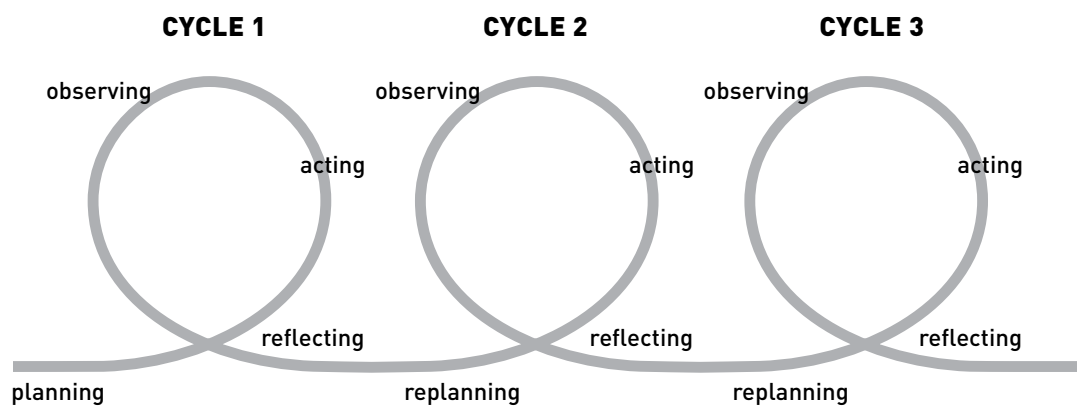 CYCLE 1
CYCLE 2
CYCLE 3
observing
observing
observing
acting
acting
acting
reflecting
reflecting
reflecting
planning
replanning
replanning